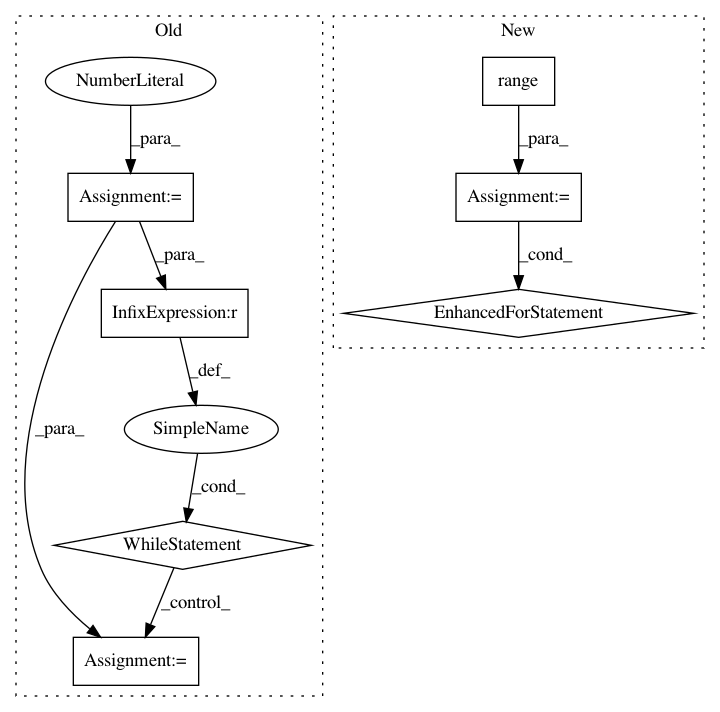 Old
New
NumberLiteral
range
_para_
_para_
Assignment:=
Assignment:=
_para_
_cond_
InfixExpression:r
EnhancedForStatement
_def_
_para_
SimpleName
_cond_
WhileStatement
_control_
Assignment:=